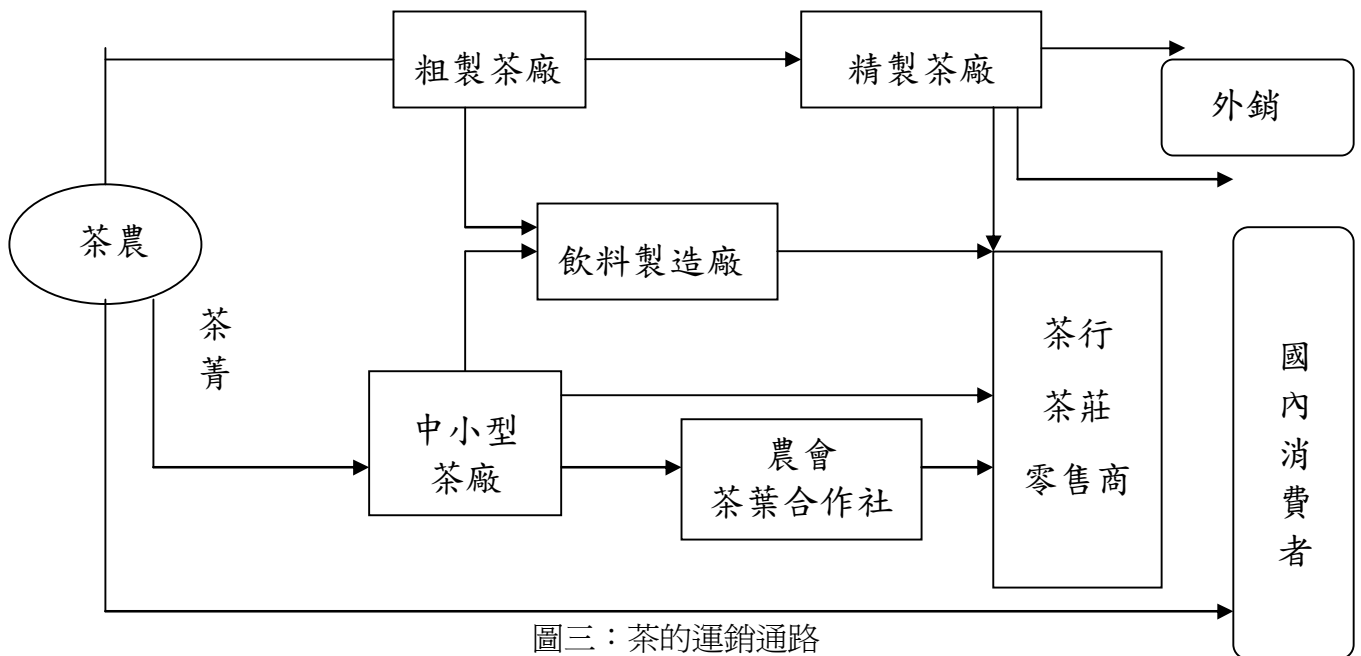 粗製茶廠
精製茶廠
外銷
茶農
飲料製造廠
茶
菁
茶行
茶莊
零售商
國
內
消
費
者
中小型
茶廠
農會
茶葉合作社
圖三：茶的運銷通路